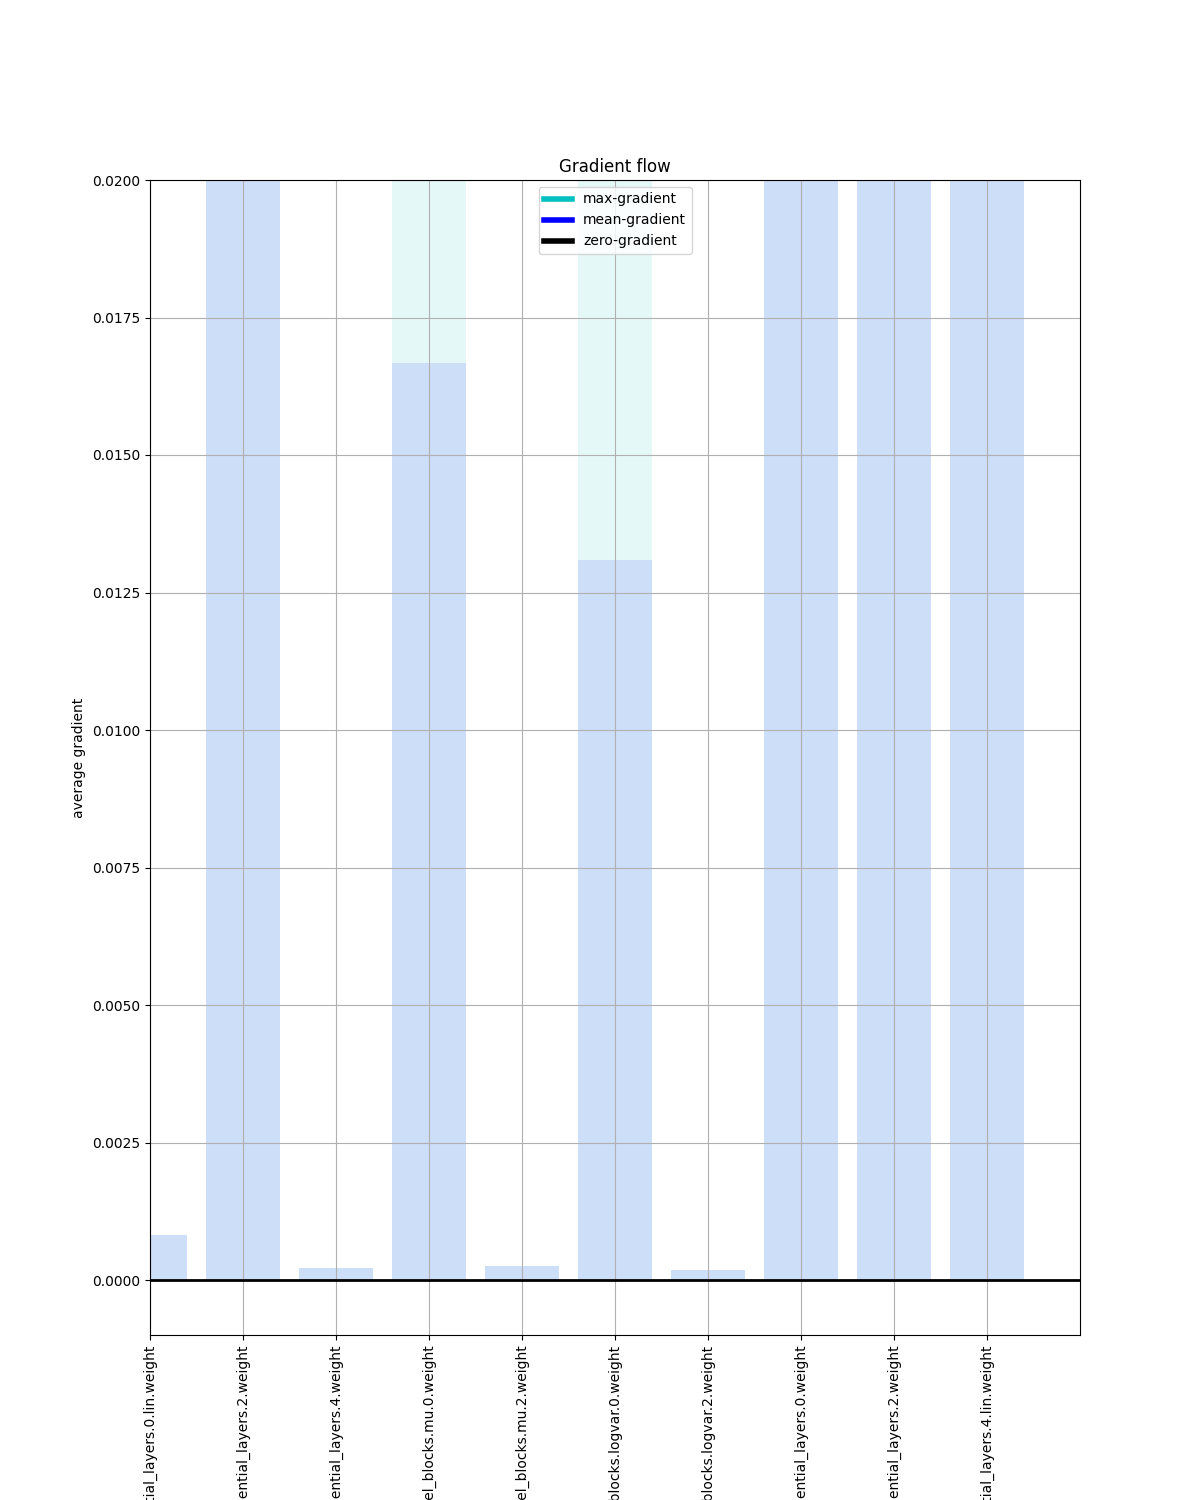 Gradient flow
max-gradient
mean-gradient
zero-gradient
0.0200
0.0175
0.0150
0.0125
0.0100
0.0075
0.0050
0.0025
0.0000
average gradient
tial_layers.0.lin.weight
ential_layers.2.weight
ential_layers.4.weight
el_blocks.mu.0.weight
el_blocks.mu.2.weight
blocks.logvar.0.weight
blocks.logvar.2.weight
ential_layers.0.weight
ential_layers.2.weight
tial_layers.4.lin.weight